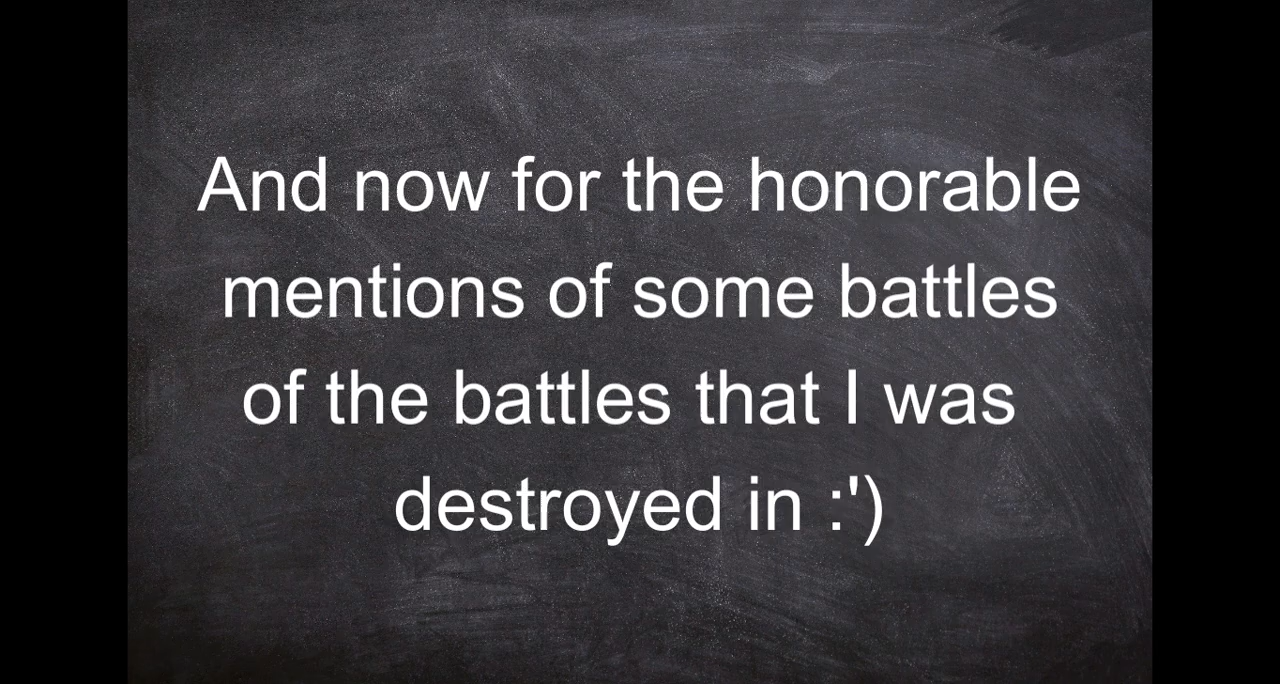 And now for the honorable
mentions of some battles
of the battles that I was
destroyed in :')